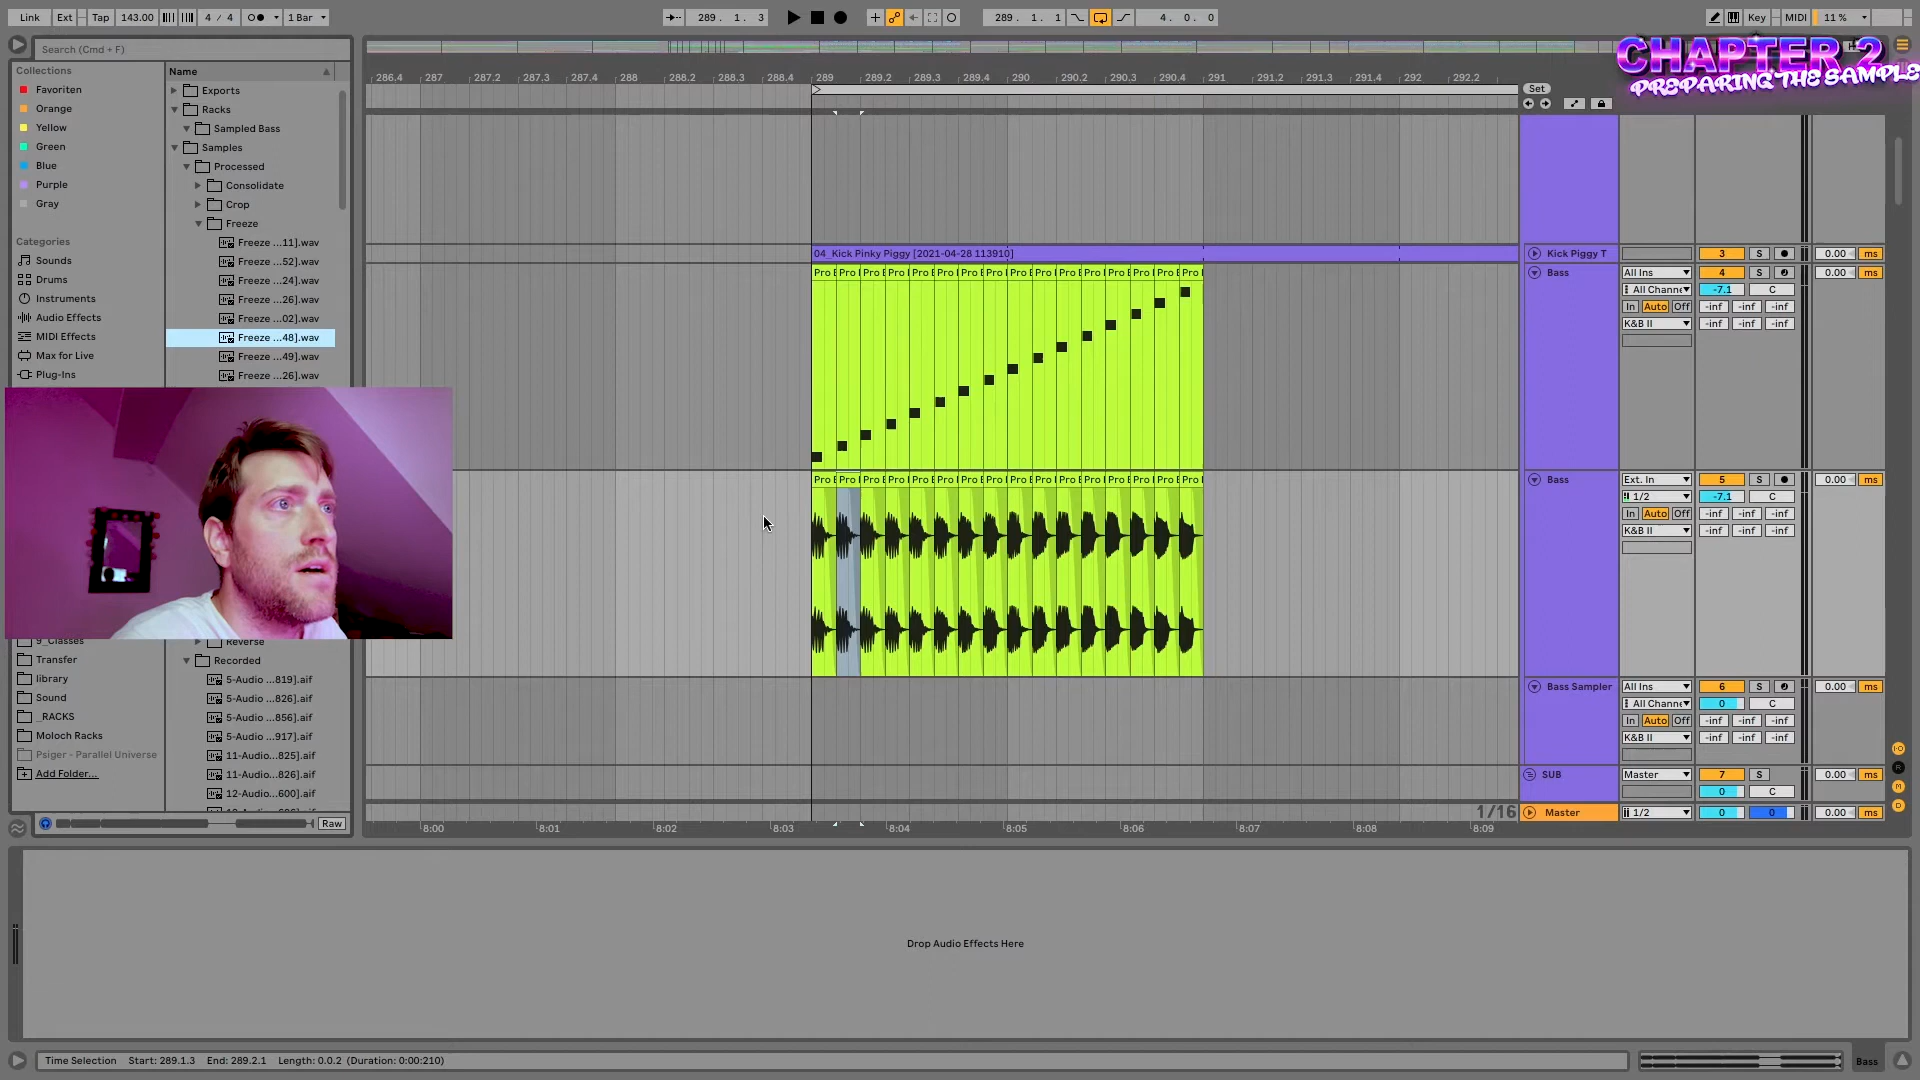 Link Ext Tap 143.00 4 / 4 1 Bar
289 . 1 . 3
289 . 1 . 1
4 . 0 . 0
Key MIDI 11 %
CHAPTER 2
PREPARING THE SAMPLE
Search (Cmd + F)
Collections
Favoriten
Orange
Yellow
Green
Blue
Purple
Gray
Categories
Sounds
Drums
Instruments
Audio Effects
MIDI Effects
Max for Live
Plug-Ins
9_Classes
Transfer
library
Sound
_RACKS
Moloch Racks
Psiger - Parallel Universe
Add Folder...
Name
Exports
Racks
Sampled Bass
Samples
Processed
Consolidate
Crop
Freeze
Freeze ...11].wav
Freeze ...52].wav
Freeze ...24].wav
Freeze ...26].wav
Freeze ...02].wav
Freeze ...48].wav
Freeze ...49].wav
Freeze ...26].wav
Reverse
Recorded
5-Audio ...819].aif
5-Audio ...826].aif
5-Audio ...856].aif
5-Audio ...917].aif
11-Audio...825].aif
11-Audio...826].aif
12-Audio...600].aif
Raw
286.4 287 287.2 287.3 287.4 288 288.2 288.3 288.4 289 289.2 289.3 289.4 290 290.2 290.3 290.4 291 291.2 291.3 291.4 292 292.2
Set
04_Kick Pinky Piggy [2021-04-28 113910]
Kick Piggy T 3 S 0.00 ms
Bass All Ins 4 S 0.00 ms
All Channe -7.1 C
In Auto Off -inf -inf -inf
K&B II -inf -inf -inf
Bass Ext. In 5 S 0.00 ms
1/2 -7.1 C
In Auto Off -inf -inf -inf
K&B II -inf -inf -inf
Bass Sampler All Ins 6 S 0.00 ms
All Channe 0 C
In Auto Off -inf -inf -inf
K&B II -inf -inf -inf
SUB Master 7 S 0.00 ms
0 C
1/16 Master 1/2 0 0 0.00 ms
8:00 8:01 8:02 8:03 8:04 8:05 8:06 8:07 8:08 8:09
Drop Audio Effects Here
Time Selection Start: 289.1.3 End: 289.2.1 Length: 0.0.2 (Duration: 0:00:210)
Bass